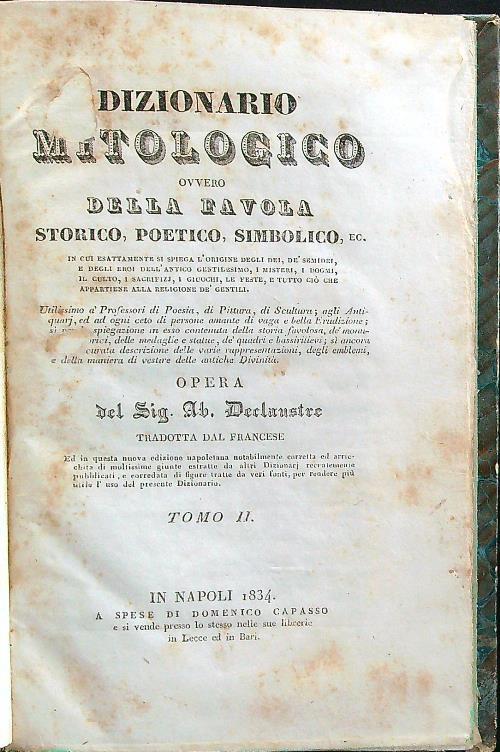 DIZIONARIO
MITOLOGICO
OVVERO
DELLA FAVOLA
STORICO, POETICO, SIMBOLICO, EC.
IN CUI ESATTAMENTE SI SPIEGA L'ORIGINE DEGLI DEI, DE' SEMIDEI,
E DEGLI EROI DELL'ANTICO GENTILESIMO, I MISTERI, I DOGMI,
IL CULTO, I SACRIFIZJ, I GIUOCHI, LE FESTE, E TUTTO CIÒ CHE
APPARTIENE ALLA RELIGIONE DE' GENTILI.
Utilissimo a' Professori di Poesia, di Pittura, di Scultura; agli Anti-
quarj, ed ad ogni ceto di persone amante di vaga e bella Erudizione;
si spiegazione in esso contenuta della storia favolosa, de' monu-
delle medaglie e statue, de' quadri e bassirilievi; si ancora
accurata descrizione delle varie rappresentazioni, degli emblemi,
e della maniera di vestire delle antiche Divinità.
OPERA
del Sig. Ab. Declaustre
TRADOTTA DAL FRANCESE
Ed in questa nuova edizione napoletana notabilmente corretta ed arric-
chita di moltissime giunte estratte da altri Dizionarj recentemente
pubblicati, e corredata di figure tratte da veri fonti, per rendere più
utile l' uso del presente Dizionario.
TOMO II.
IN NAPOLI 1834.
A SPESE DI DOMENICO CAPASSO
e si vende presso lo stesso nelle sue librerie
in Lecce ed in Bari.